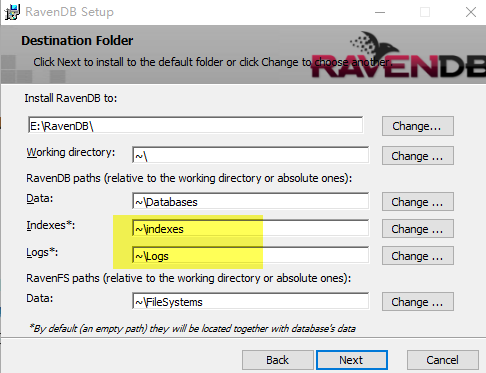 RavenDB Setup
Destination Folder
Click Next to install to the default folder or click Change to choose another
RAVENDB
Install RavenDB to:
E:\RavenDB\ Change...
Working directory: ~\ Change ...
RavenDB paths (relative to the working directory or absolute ones):
Data: ~\Databases Change ...
Indexes*: ~\indexes Change ...
Logs*: ~\Logs Change ...
RavenFS paths (relative to the working directory or absolute ones):
Data: ~\FileSystems Change ...
*By default (an empty path) they will be located together with database's data
Back Next Cancel